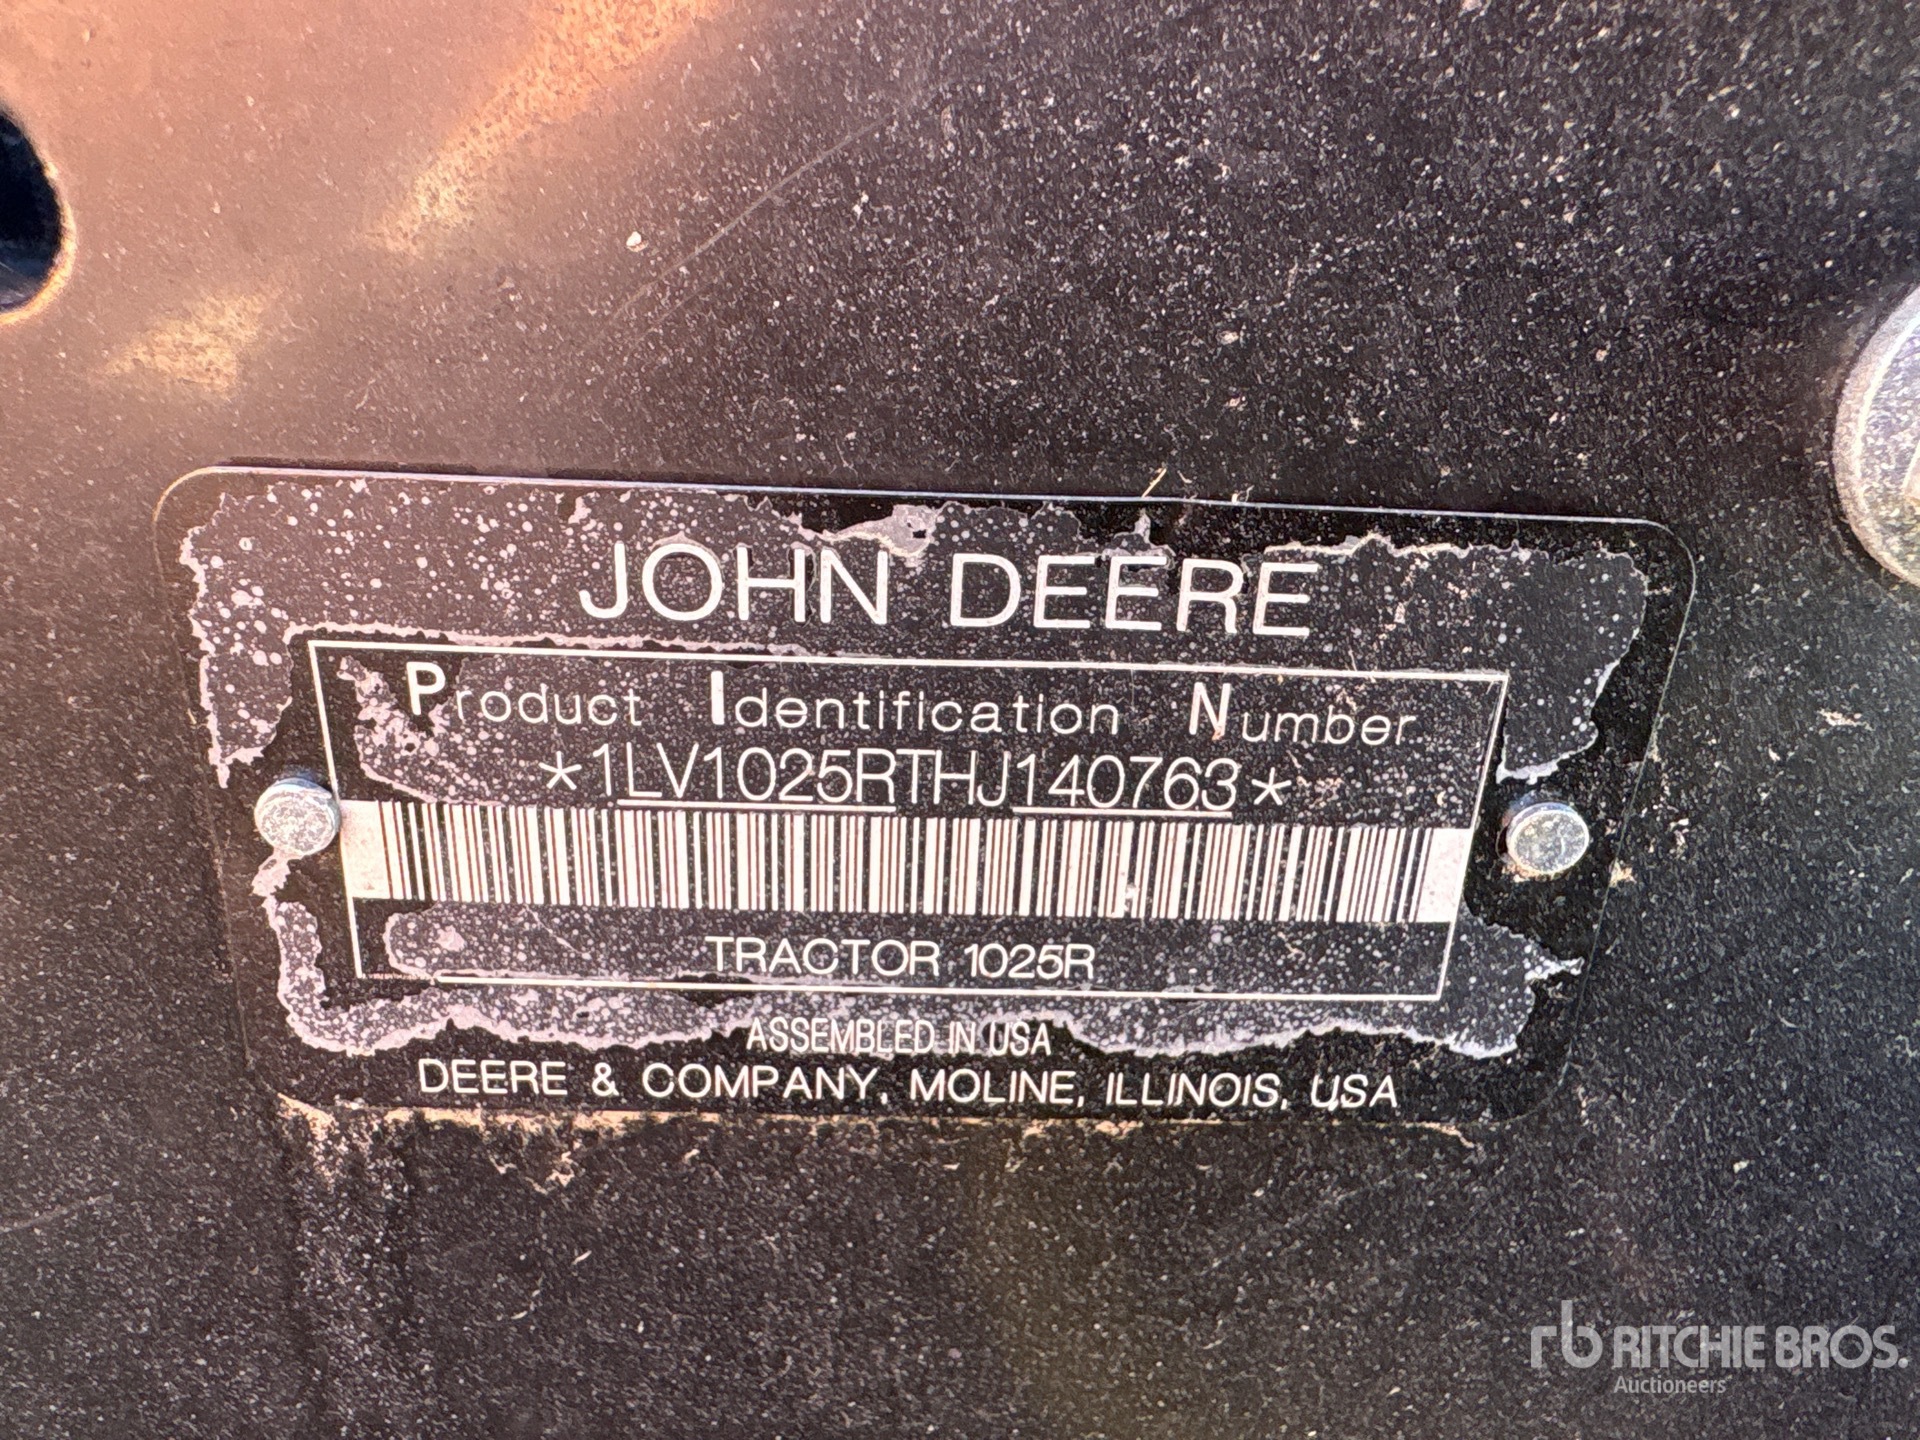 JOHN DEERE
Product Identification Number
*1LV1025RTHJ140763*
TRACTOR 1025R
ASSEMBLED IN USA
DEERE & COMPANY, MOLINE, ILLINOIS, USA
rb RITCHIE BROS.
Auctioneers